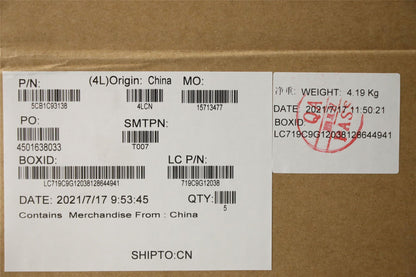 P/N:
(4L)Origin: China
MO:
5CB1C93138
4LCN
15713477
PO:
SMTPN:
4501638033
T007
BOXID:
LC P/N:
LC719C9G12038128644941
719C9G12038
DATE: 2021/7/17 9:53:45
QTY:
5
Contains Merchandise From : China
SHIPTO:CN
净重: WEIGHT: 4.19 Kg
DATE 2021/7/17 11:50:21
BOXID:
LC719C9G12038128644941
QA
PASS